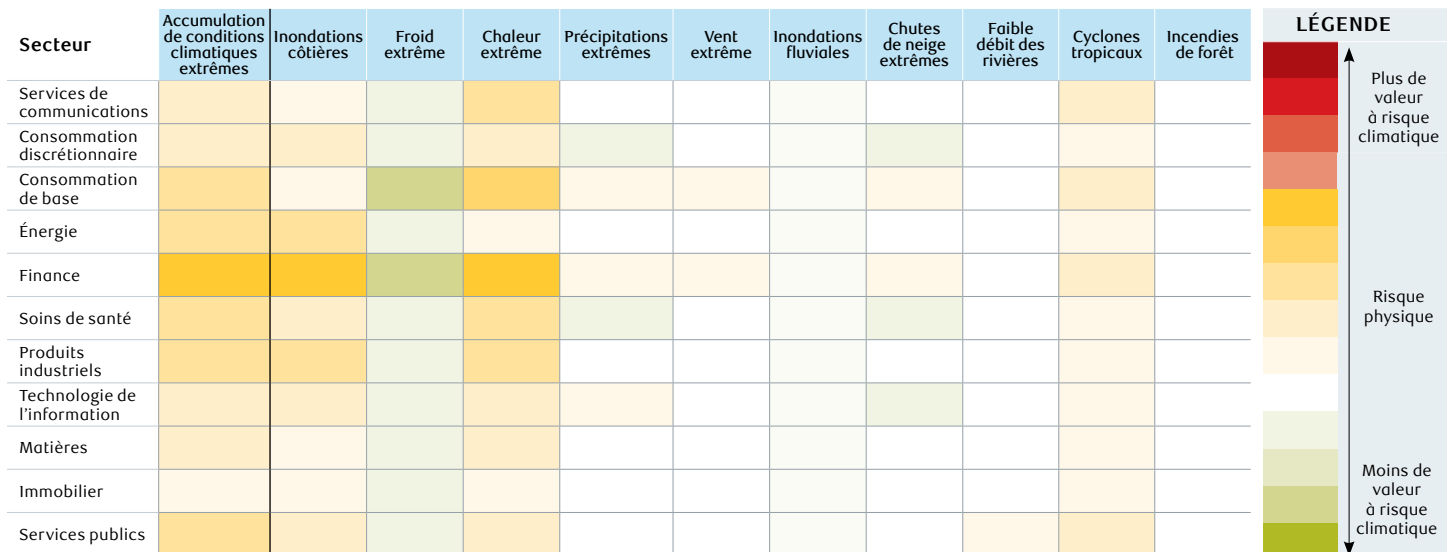 Secteur
Accumulation
de conditions
climatiques
extrêmes
Inondations
côtières
Froid
extrême
Chaleur
extrême
Précipitations
extrêmes
Vent
extrême
Inondations
fluviales
Chutes
de neige
extrêmes
Faible
débit des
rivières
Cyclones
tropicaux
Incendies
de forêt
Services de
communications
Consommation
discrétionnaire
Consommation
de base
Énergie
Finance
Soins de santé
Produits
industriels
Technologie de
l'information
Matières
Immobilier
Services publics
LÉGENDE
Plus de
valeur
à risque
climatique
Risque
physique
Moins de
valeur
à risque
climatique